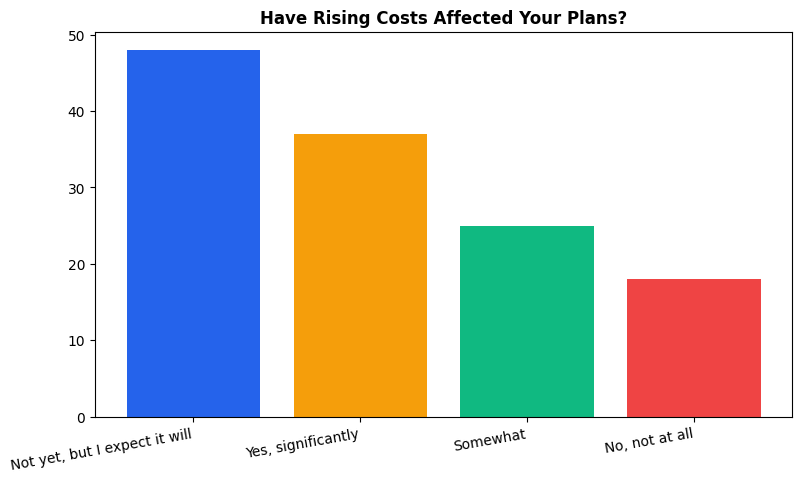 Have Rising Costs Affected Your Plans?
50
40
30
20
10
0
Not yet, but I expect it will
Yes, significantly
Somewhat
No, not at all